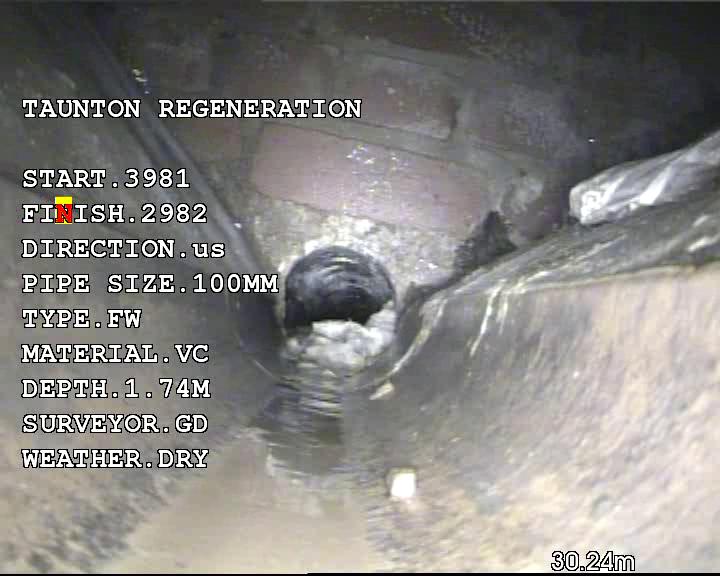 TAUNTON REGENERATION
START.3981
FINISH.2982
DIRECTION.us
PIPE SIZE.100MM
TYPE.FW
MATERIAL.VC
DEPTH.1.74M
SURVEYOR.GD
WEATHER.DRY
30.24m